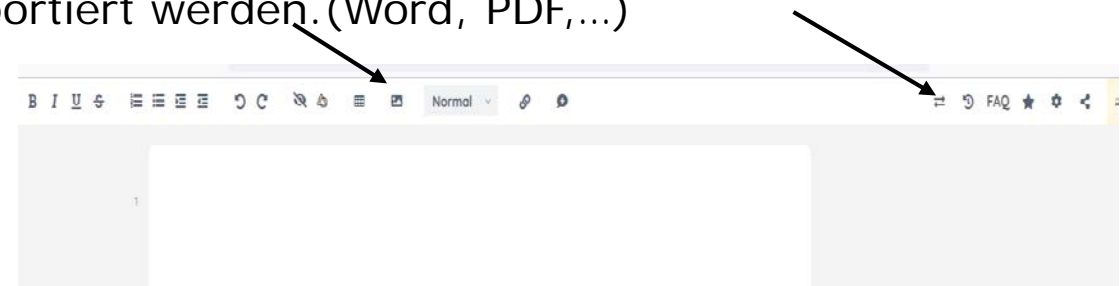 ortiert werden.(Word, PDF,...)
B I U S Normal FAQ
1